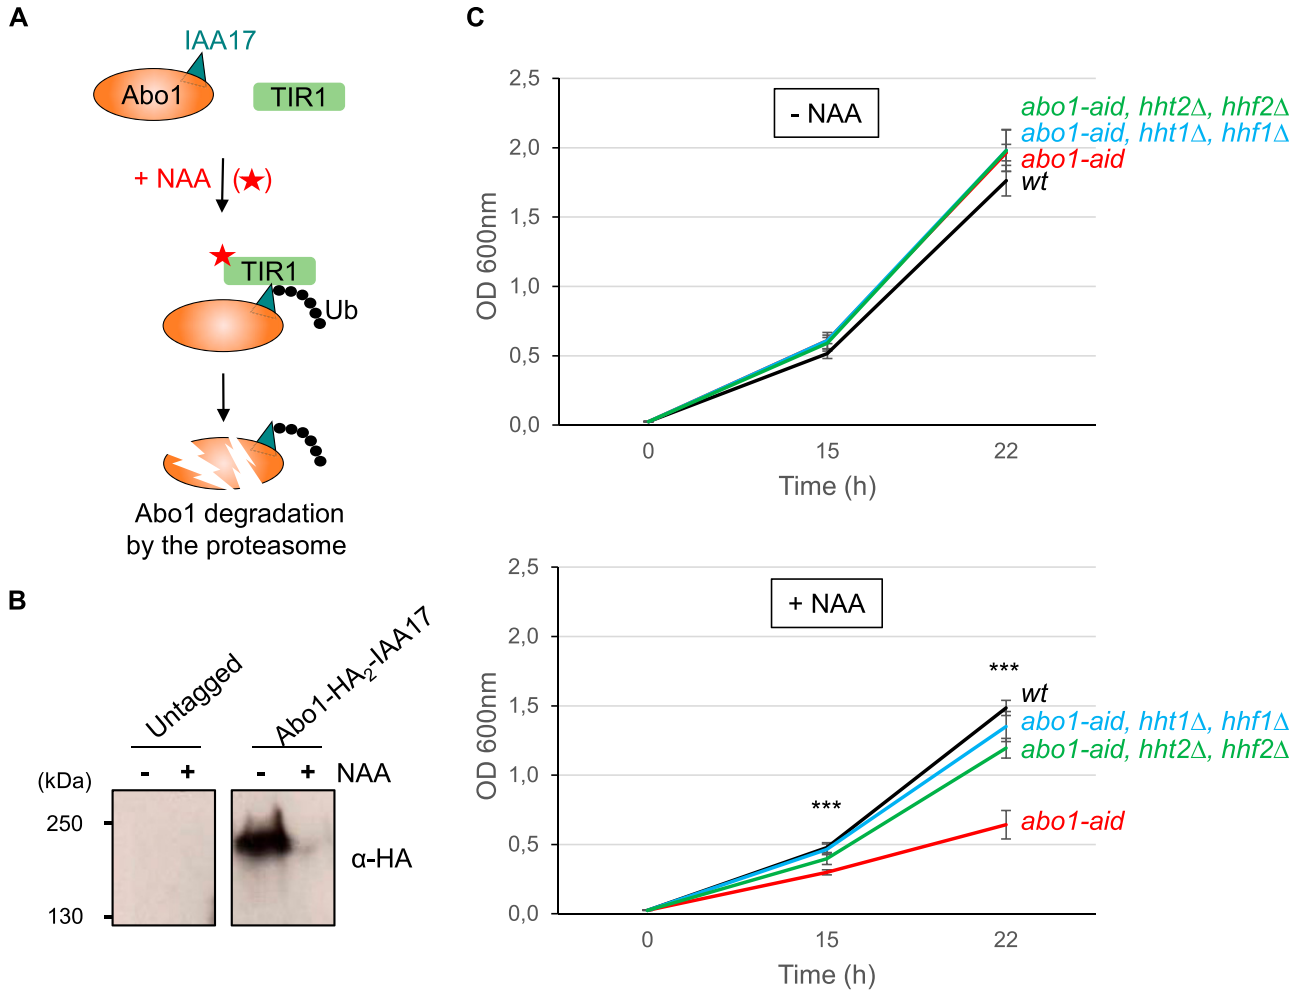 A
IAA17
Abo1
TIR1
+ NAA (★)
TIR1
Ub
Abo1 degradation
by the proteasome
B
Untagged
Abo1-HA₂-IAA17
(kDa)
- + - + NAA
250
α-HA
130
C
2,5
- NAA
abo1-aid, hht2Δ, hhf2Δ
abo1-aid, hht1Δ, hhf1Δ
2,0
abo1-aid
wt
1,5
OD 600nm
1,0
0,5
0,0
0 15 22
Time (h)
2,5
+ NAA
2,0
***
wt
1,5
abo1-aid, hht1Δ, hhf1Δ
abo1-aid, hht2Δ, hhf2Δ
OD 600nm
1,0
***
abo1-aid
0,5
0,0
0 15 22
Time (h)